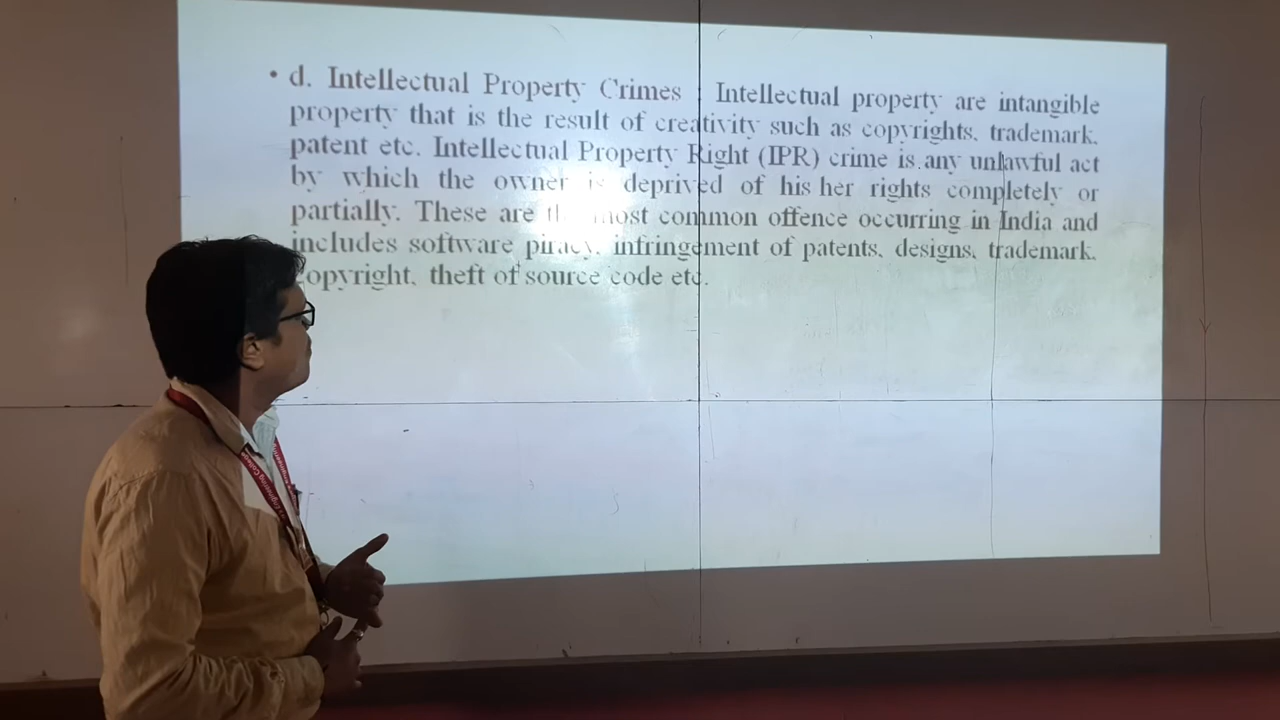 • d. Intellectual Property Crimes : Intellectual property are intangible
property that is the result of creativity such as copyrights, trademark,
patent etc. Intellectual Property Right (IPR) crime is any unlawful act
by which the owner is deprived of his her rights completely or
partially. These are the most common offence occurring in India and
includes software piracy, infringement of patents, designs, trademark,
copyright, theft of source code etc.
Engineering College
Engineering